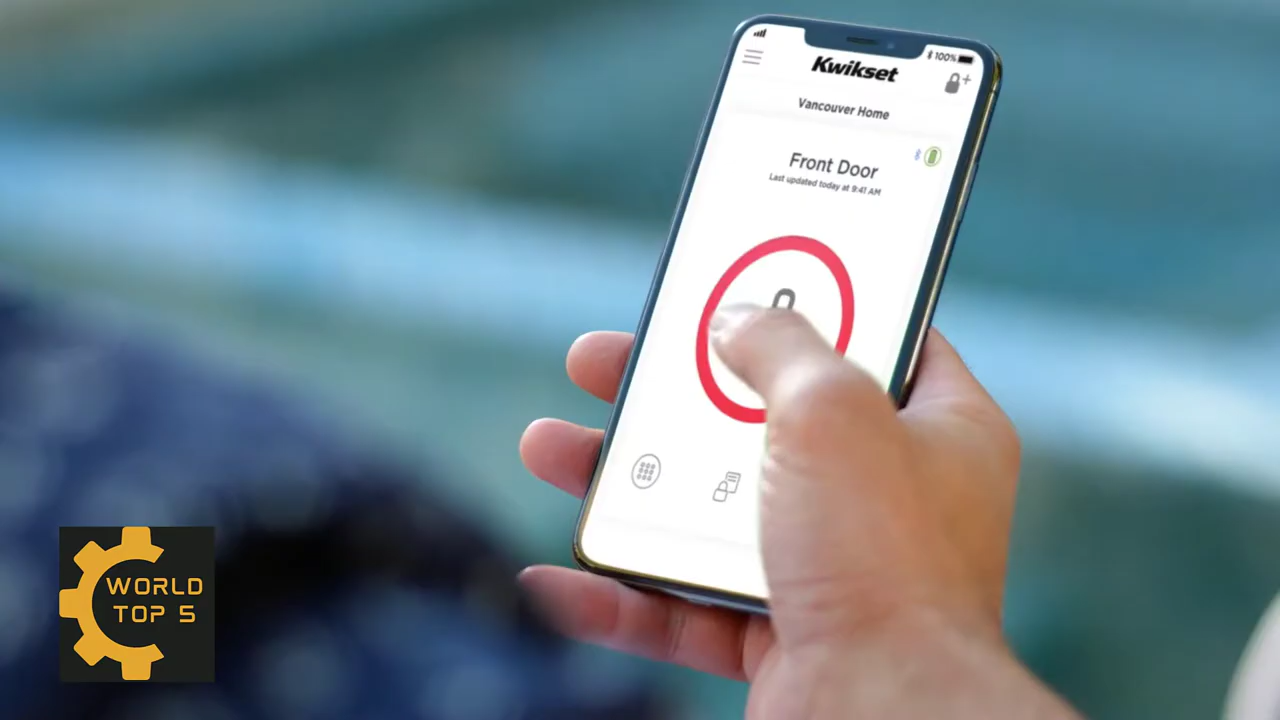 100%
Kwikset
Vancouver Home
Front Door
Last updated today at 9:41 AM
WORLD
TOP 5